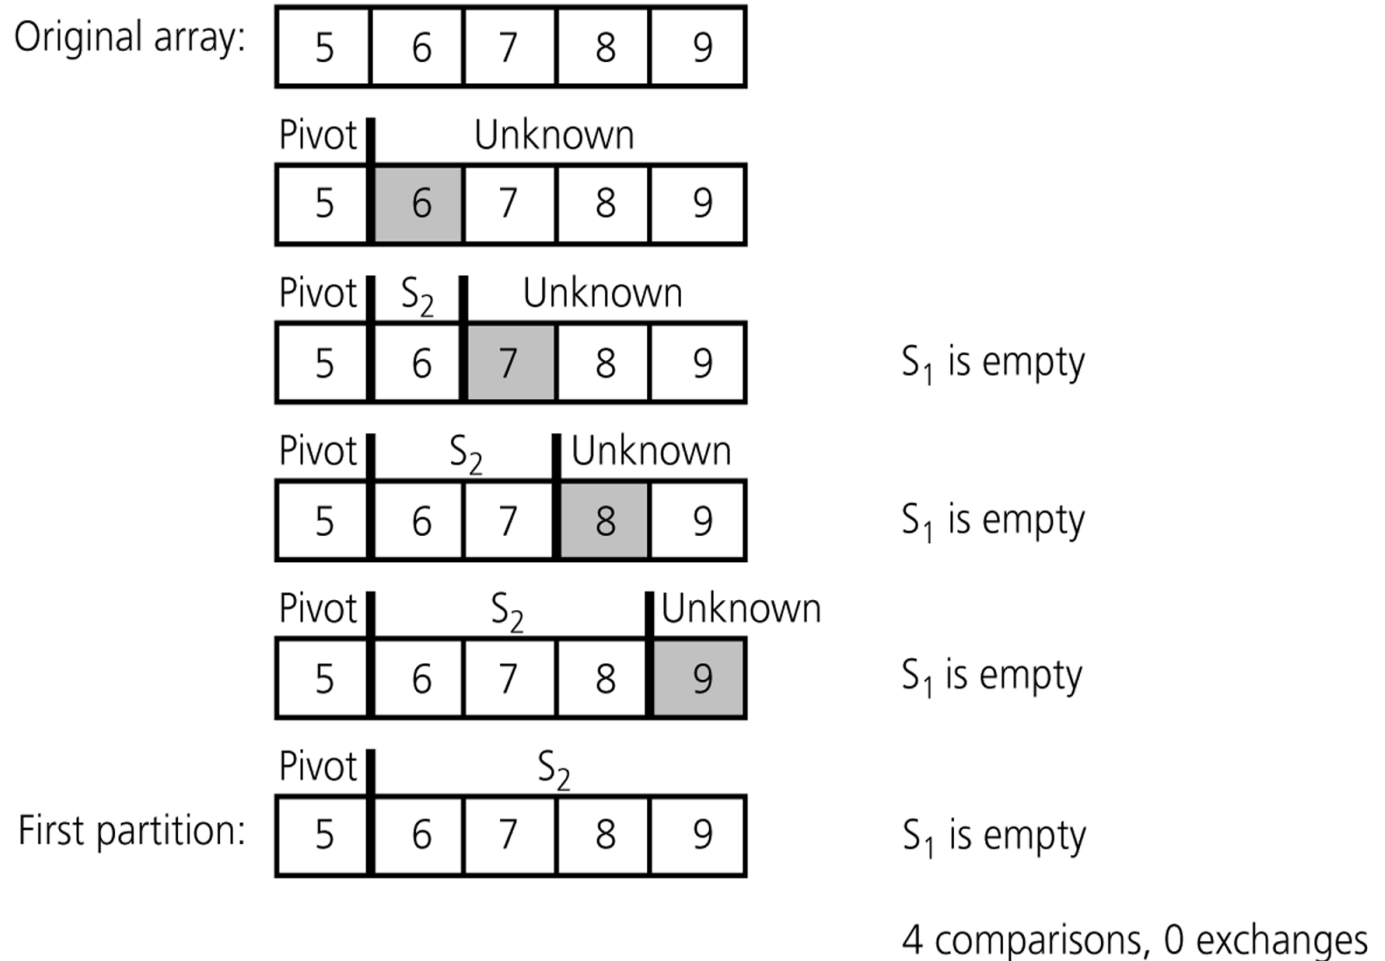 Original array: 5 6 7 8 9
Pivot Unknown
5 6 7 8 9
Pivot S₂ Unknown
5 6 7 8 9 S₁ is empty
Pivot S₂ Unknown
5 6 7 8 9 S₁ is empty
Pivot S₂ Unknown
5 6 7 8 9 S₁ is empty
Pivot S₂
First partition: 5 6 7 8 9 S₁ is empty
4 comparisons, 0 exchanges